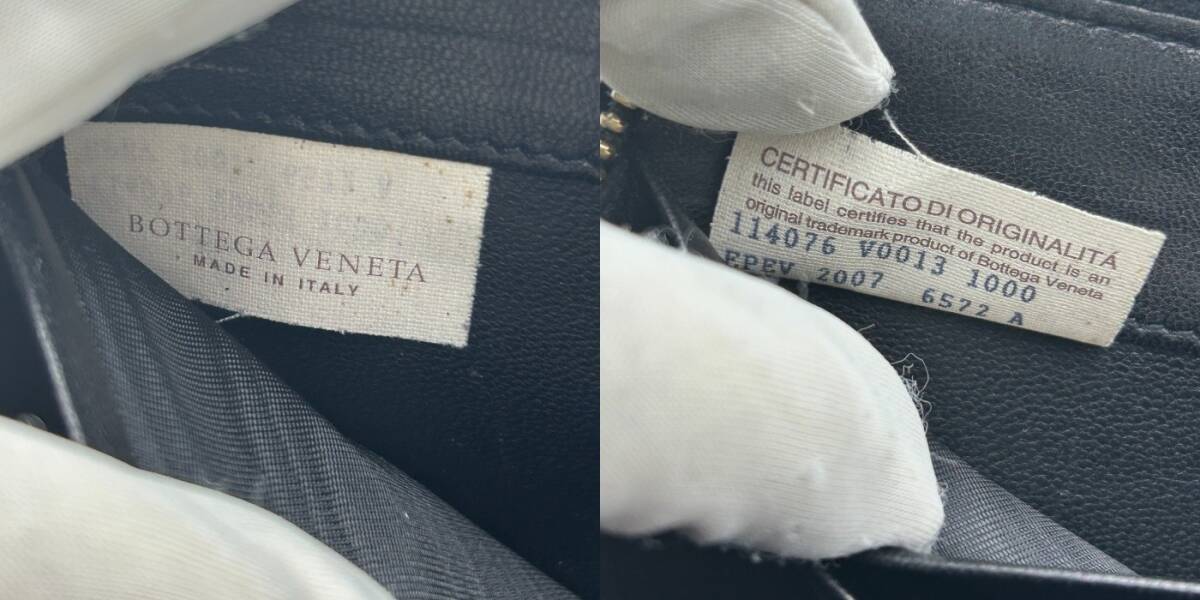 BOTTEGA VENETA
MADE IN ITALY
CERTIFICATO DI ORIGINALITÁ
this label certifies that the product is an
original trademark product of Bottega Veneta
114076 V0013 1000
EPEV 2007 6572 A